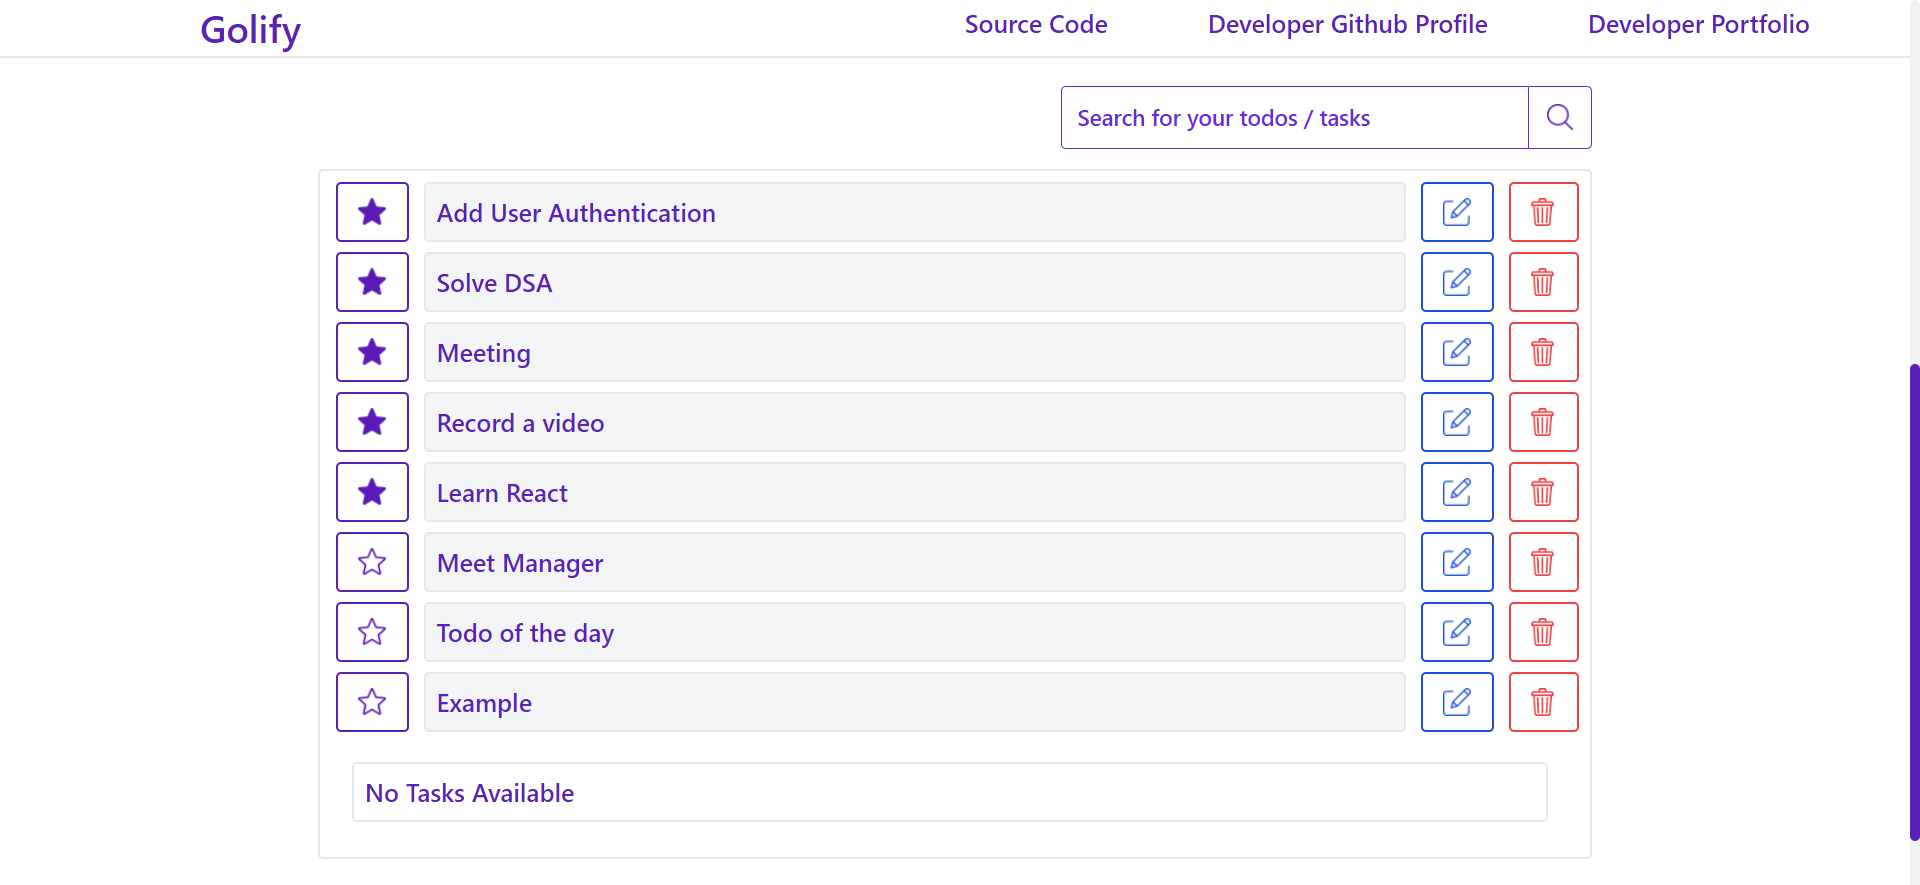 Golify
Source Code
Developer Github Profile
Developer Portfolio
Search for your todos / tasks
Add User Authentication
Solve DSA
Meeting
Record a video
Learn React
Meet Manager
Todo of the day
Example
No Tasks Available